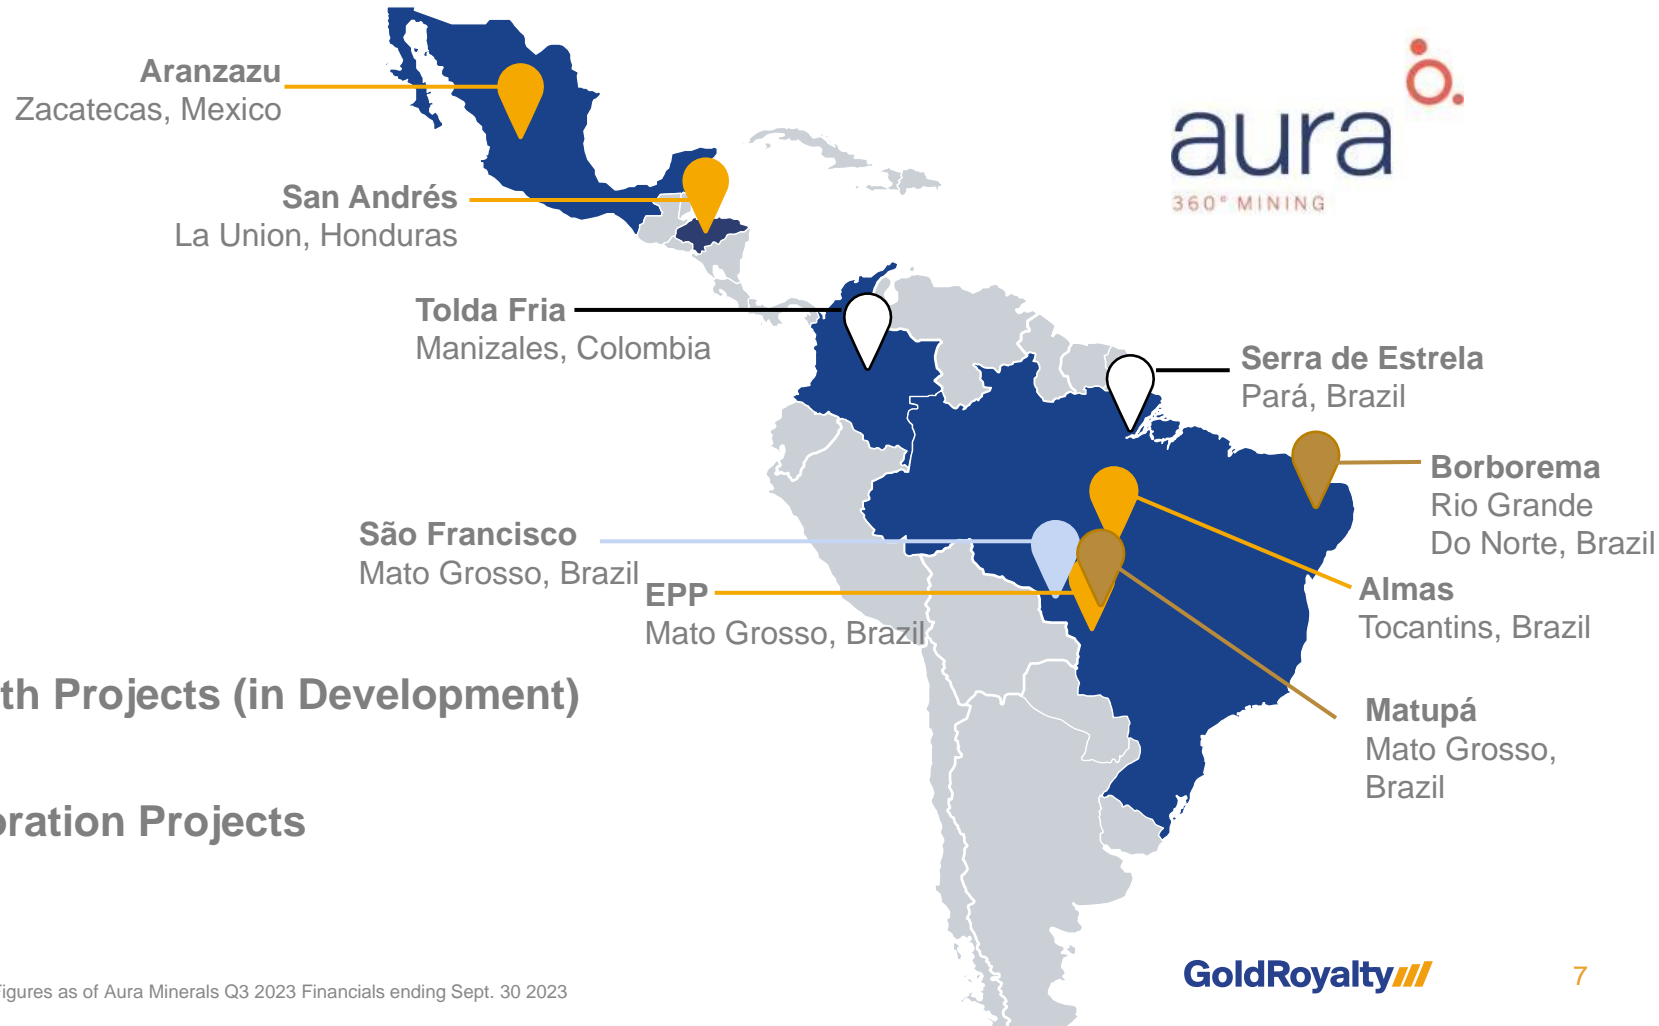 aura
360° MINING
Aranzazu
Zacatecas, Mexico
San Andrés
La Union, Honduras
Tolda Fria
Manizales, Colombia
Serra de Estrela
Pará, Brazil
Borborema
Rio Grande
Do Norte, Brazil
São Francisco
Mato Grosso, Brazil
EPP
Mato Grosso, Brazil
Almas
Tocantins, Brazil
Matupá
Mato Grosso,
Brazil
th Projects (in Development)
oration Projects
Figures as of Aura Minerals Q3 2023 Financials ending Sept. 30 2023
GoldRoyalty
7